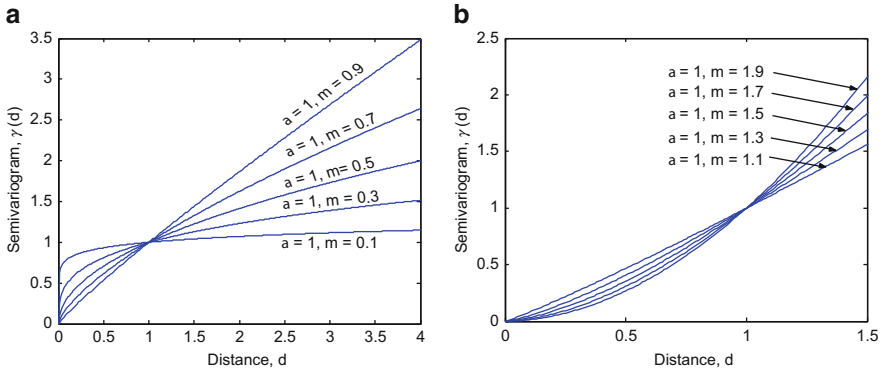 a
3.5
3
2.5
2
1.5
1
0.5
0
Semivariogram, γ(d)
a = 1, m = 0.9
a = 1, m = 0.7
a = 1, m= 0.5
a = 1, m = 0.3
a = 1, m = 0.1
0 0.5 1 1.5 2 2.5 3 3.5 4
Distance, d
b
2.5
2
1.5
1
0.5
0
Semivariogram, γ(d)
a = 1, m = 1.9
a = 1, m = 1.7
a = 1, m = 1.5
a = 1, m = 1.3
a = 1, m = 1.1
0 0.5 1 1.5
Distance, d